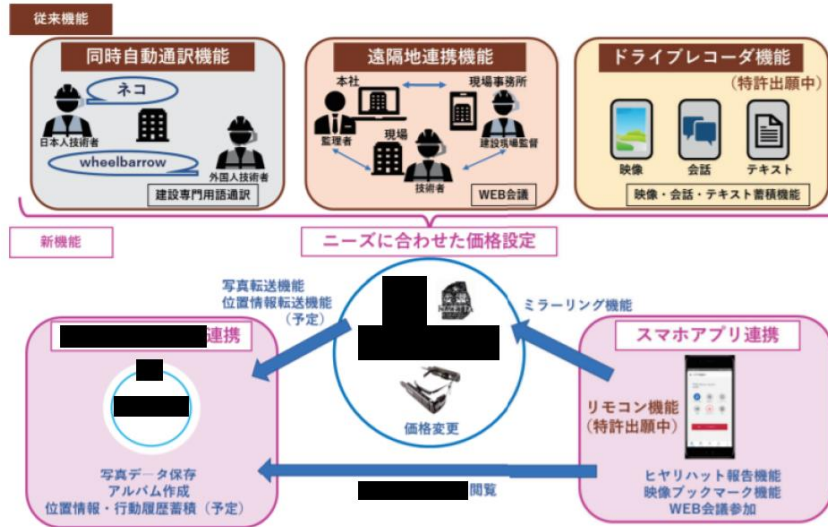 従来機能
同時自動通訳機能
ネコ
日本人技術者
wheelbarrow
外国人技術者
建設専門用語通訳
遠隔地連携機能
本社
現場事務所
監理者
現場
建設現場監督
技術者
WEB会議
ドライブレコーダ機能
(特許出願中)
映像
会話
テキスト
映像・会話・テキスト蓄積機能
新機能
ニーズに合わせた価格設定
写真転送機能
位置情報転送機能
(予定)
ミラーリング機能
連携
スマホアプリ連携
リモコン機能
(特許出願中)
価格変更
写真データ保存
アルバム作成
位置情報・行動履歴蓄積(予定)
閲覧
ヒヤリハット報告機能
映像ブックマーク機能
WEB会議参加